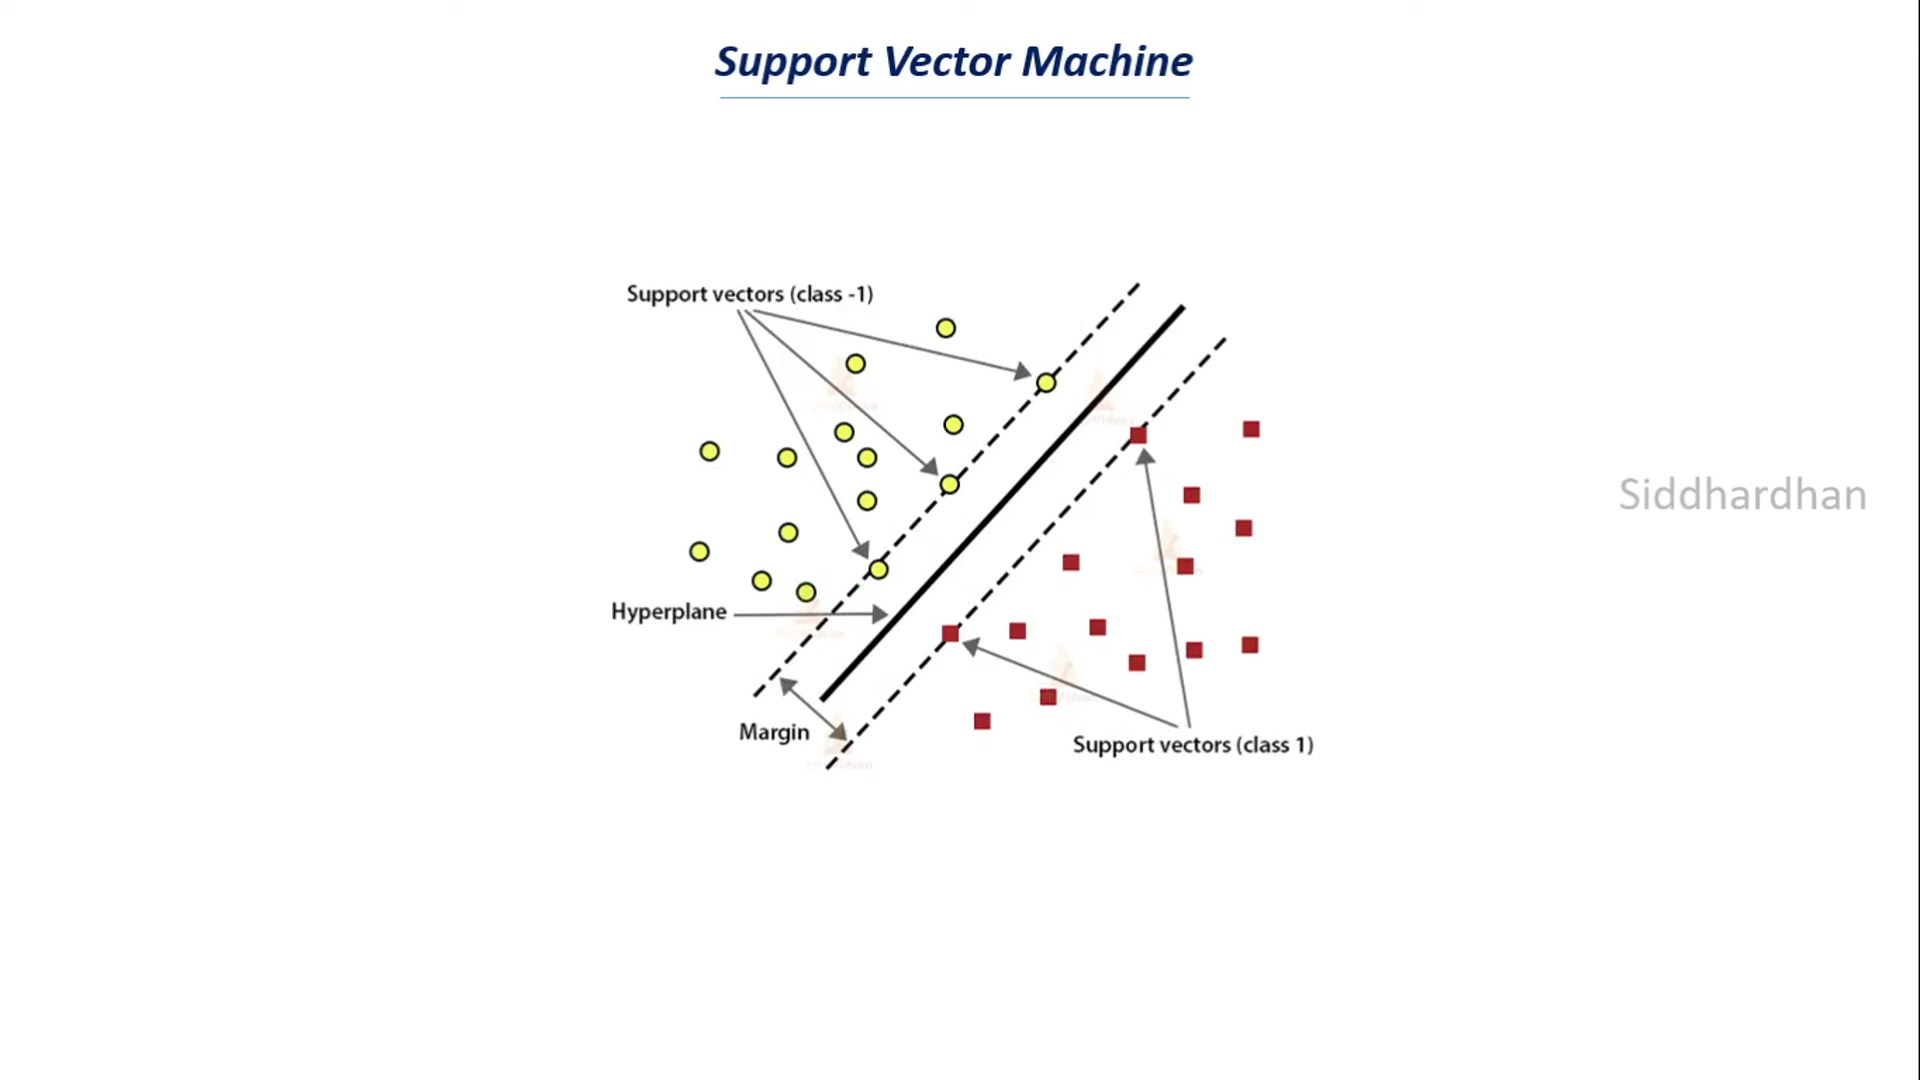 Support Vector Machine
Support vectors (class -1)
Siddhardhan
Hyperplane
Margin
Support vectors (class 1)